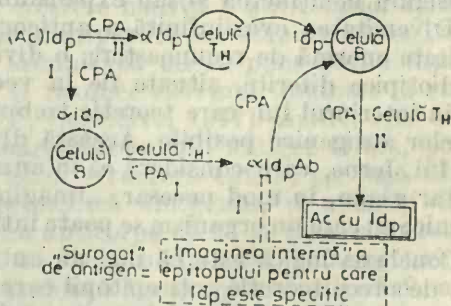 (Ac)Idp CPA II αIdp- Celulă TH Idp- Celulă B
I CPA
αIdp
Celulă B
Celulă TH
CPA
I
αIdpAb
CPA
I
CPA Celulă TH
II
Ac cu Idp
„Surogat" de antigen =
„Imaginea internă" a
epitopului pentru care
Idp este specific